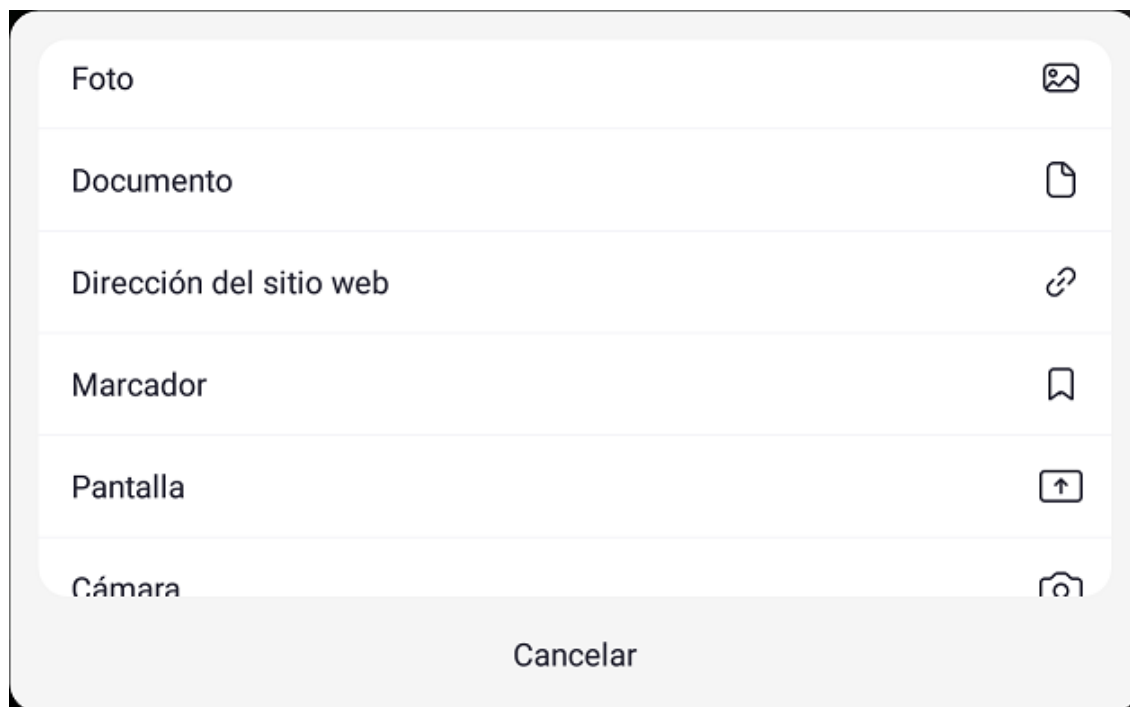 Foto
Documento
Dirección del sitio web
Marcador
Pantalla
Cámara
Cancelar